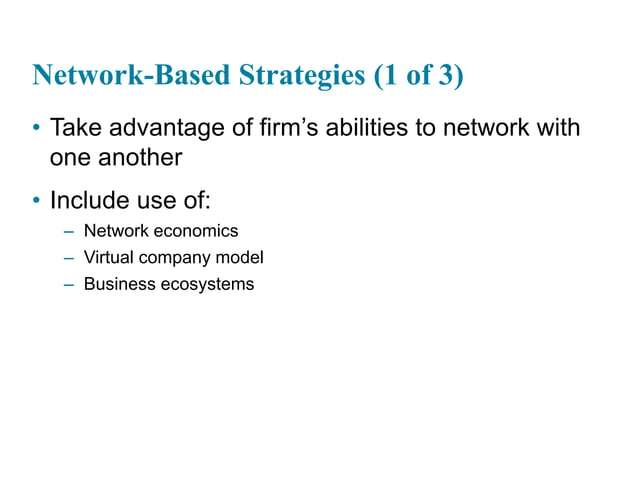 Network-Based Strategies (1 of 3)
• Take advantage of firm’s abilities to network with
one another
• Include use of:
– Network economics
– Virtual company model
– Business ecosystems